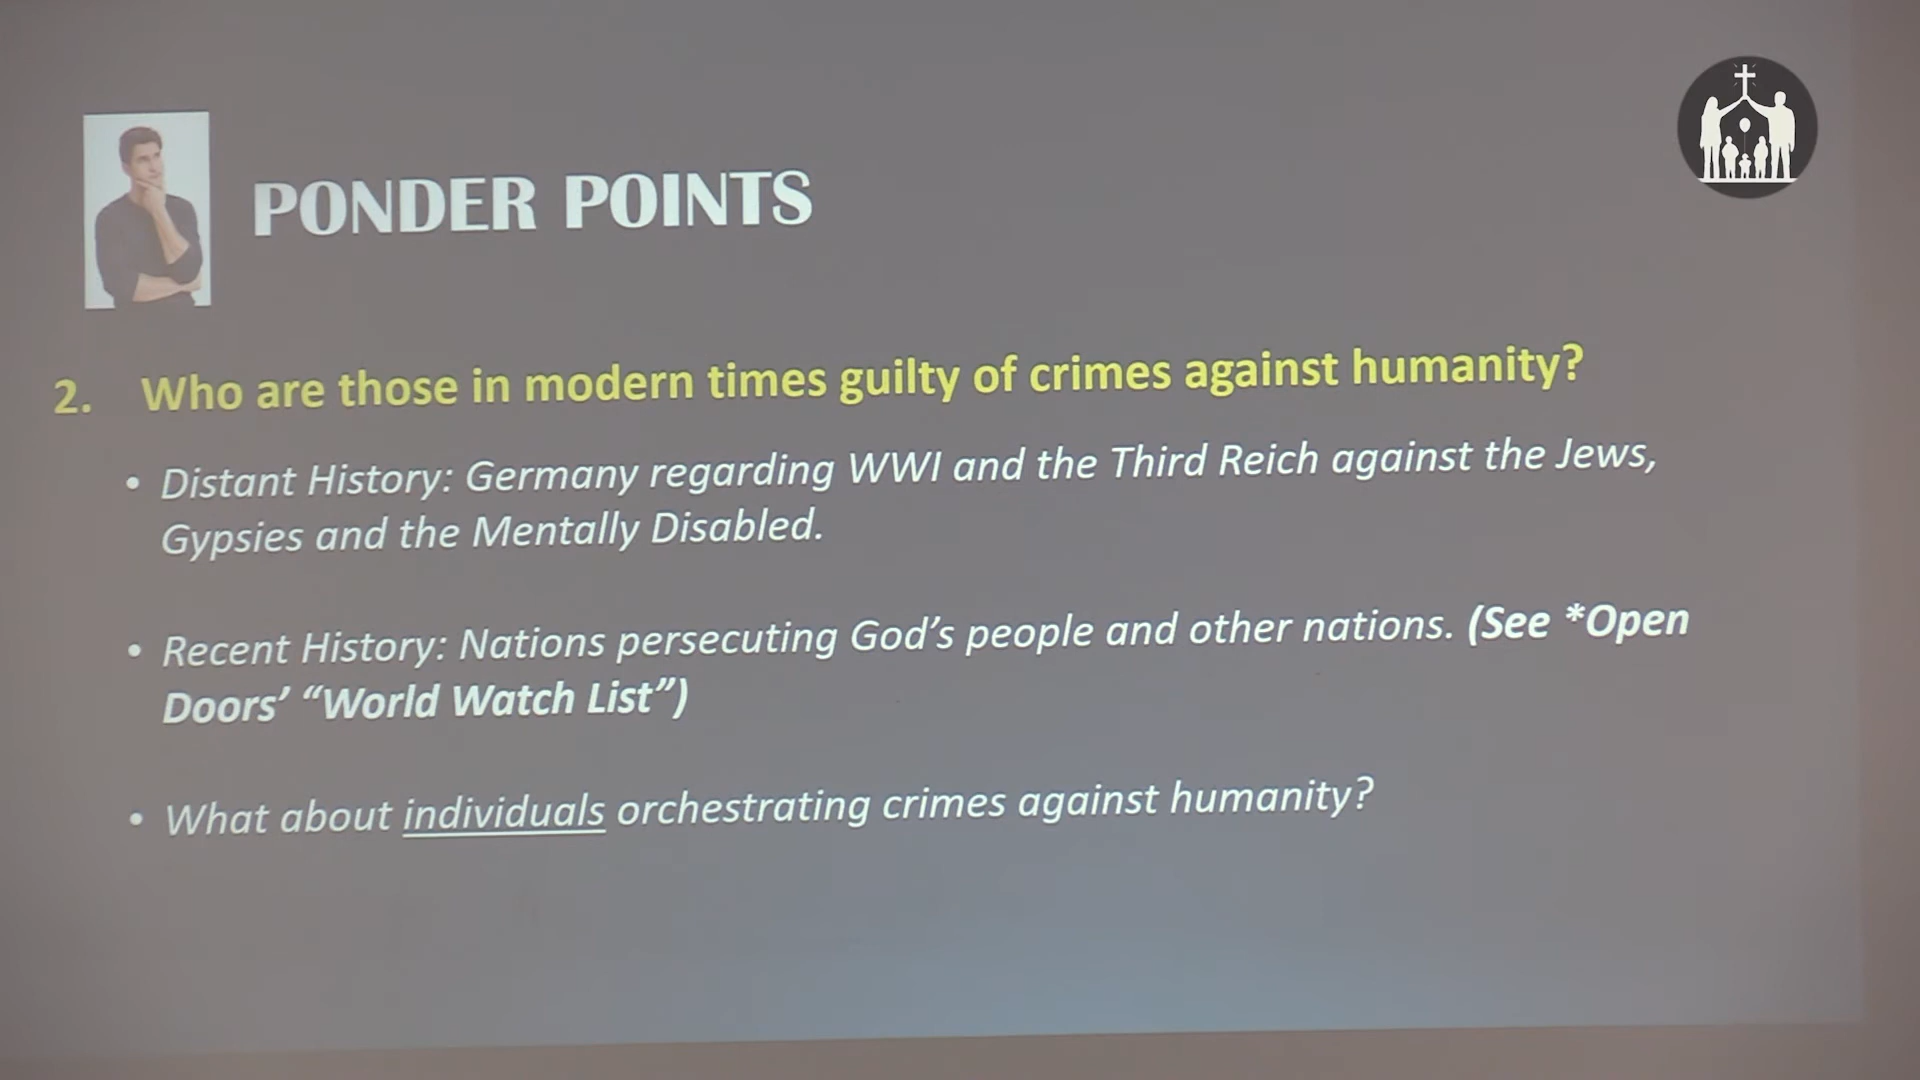 PONDER POINTS
2. Who are those in modern times guilty of crimes against humanity?
• Distant History: Germany regarding WWI and the Third Reich against the Jews,
Gypsies and the Mentally Disabled.
• Recent History: Nations persecuting God's people and other nations. (See *Open
Doors' “World Watch List”)
• What about individuals orchestrating crimes against humanity?